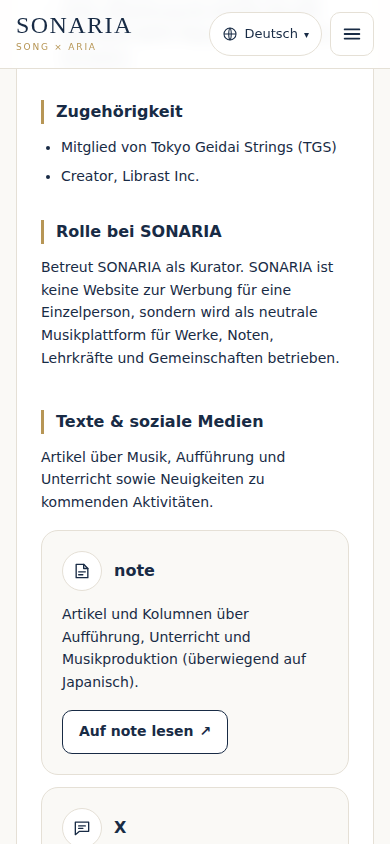 SONARIA
SONG × ARIA
Deutsch ▾
Zugehörigkeit
• Mitglied von Tokyo Geidai Strings (TGS)
• Creator, Librast Inc.
Rolle bei SONARIA
Betreut SONARIA als Kurator. SONARIA ist
keine Website zur Werbung für eine
Einzelperson, sondern wird als neutrale
Musikplattform für Werke, Noten,
Lehrkräfte und Gemeinschaften betrieben.
Texte & soziale Medien
Artikel über Musik, Aufführung und
Unterricht sowie Neuigkeiten zu
kommenden Aktivitäten.
note
Artikel und Kolumnen über
Aufführung, Unterricht und
Musikproduktion (überwiegend auf
Japanisch).
Auf note lesen ↗
X